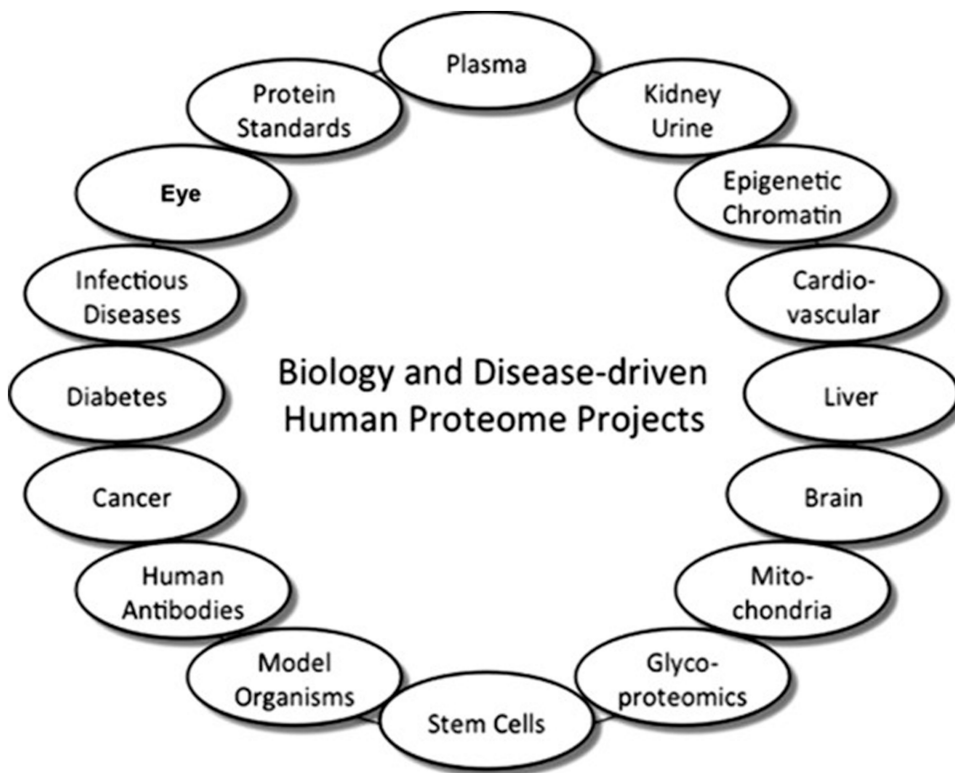 Plasma
Kidney
Urine
Epigenetic
Chromatin
Cardio-
vascular
Liver
Brain
Mito-
chondria
Glyco-
proteomics
Stem Cells
Model
Organisms
Human
Antibodies
Cancer
Diabetes
Infectious
Diseases
Eye
Protein
Standards
Biology and Disease-driven
Human Proteome Projects